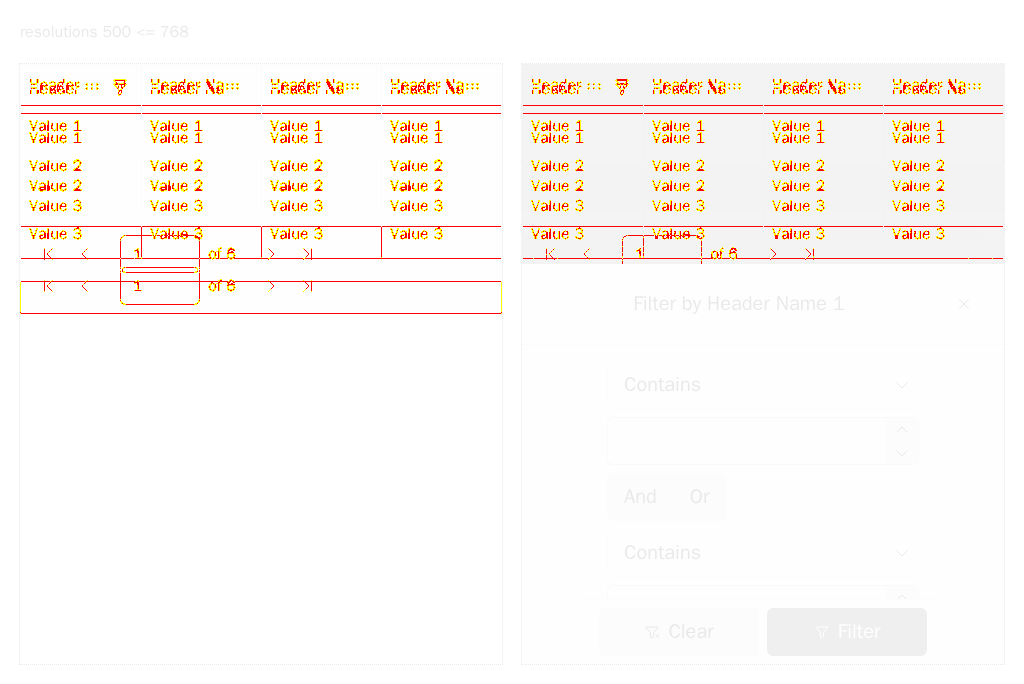 resolutions 500 <= 768
Header ... Header Na... Header Na... Header Na...
Value 1 Value 1 Value 1 Value 1
Value 1 Value 1 Value 1 Value 1
Value 2 Value 2 Value 2 Value 2
Value 2 Value 2 Value 2 Value 2
Value 3 Value 3 Value 3 Value 3
Value 3 Value 3 Value 3 Value 3
1 of 6
1 of 6
Header ... Header Na... Header Na... Header Na...
Value 1 Value 1 Value 1 Value 1
Value 1 Value 1 Value 1 Value 1
Value 2 Value 2 Value 2 Value 2
Value 2 Value 2 Value 2 Value 2
Value 3 Value 3 Value 3 Value 3
Value 3 Value 3 Value 3 Value 3
1 of 6
Filter by Header Name 1
Contains
And Or
Contains
Clear Filter